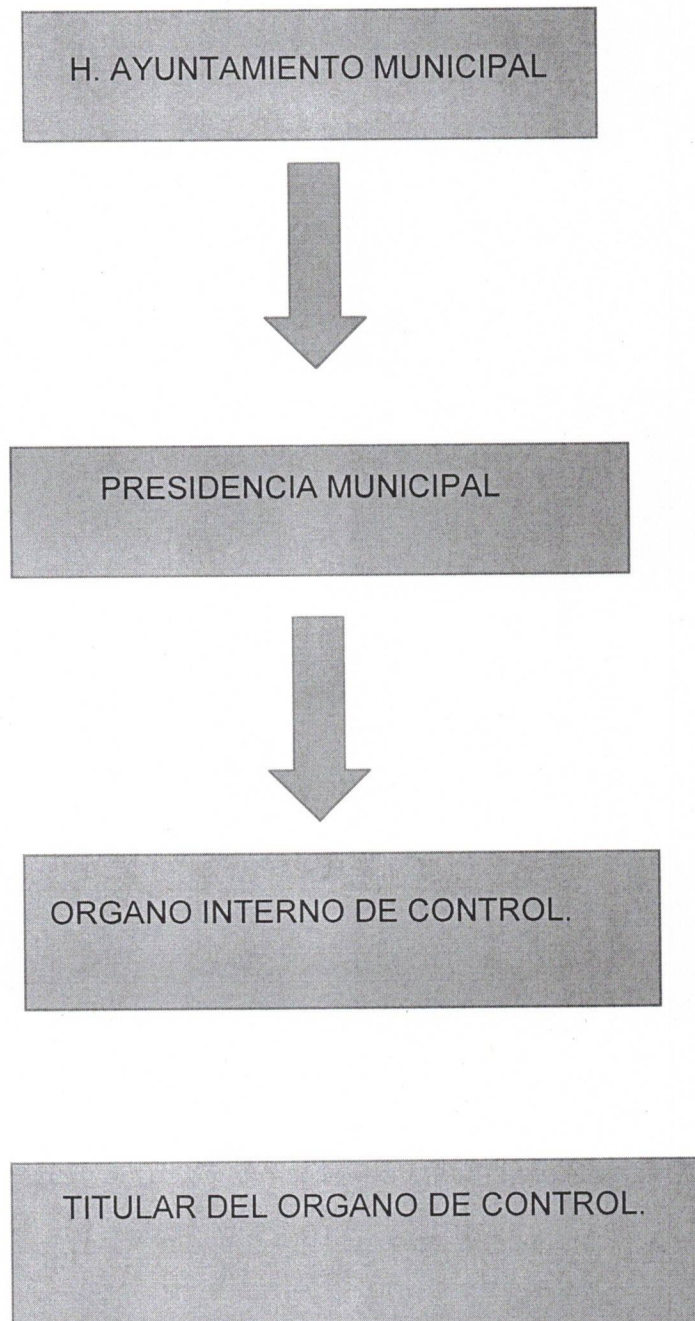 H. AYUNTAMIENTO MUNICIPAL
PRESIDENCIA MUNICIPAL
ORGANO INTERNO DE CONTROL.
TITULAR DEL ORGANO DE CONTROL.